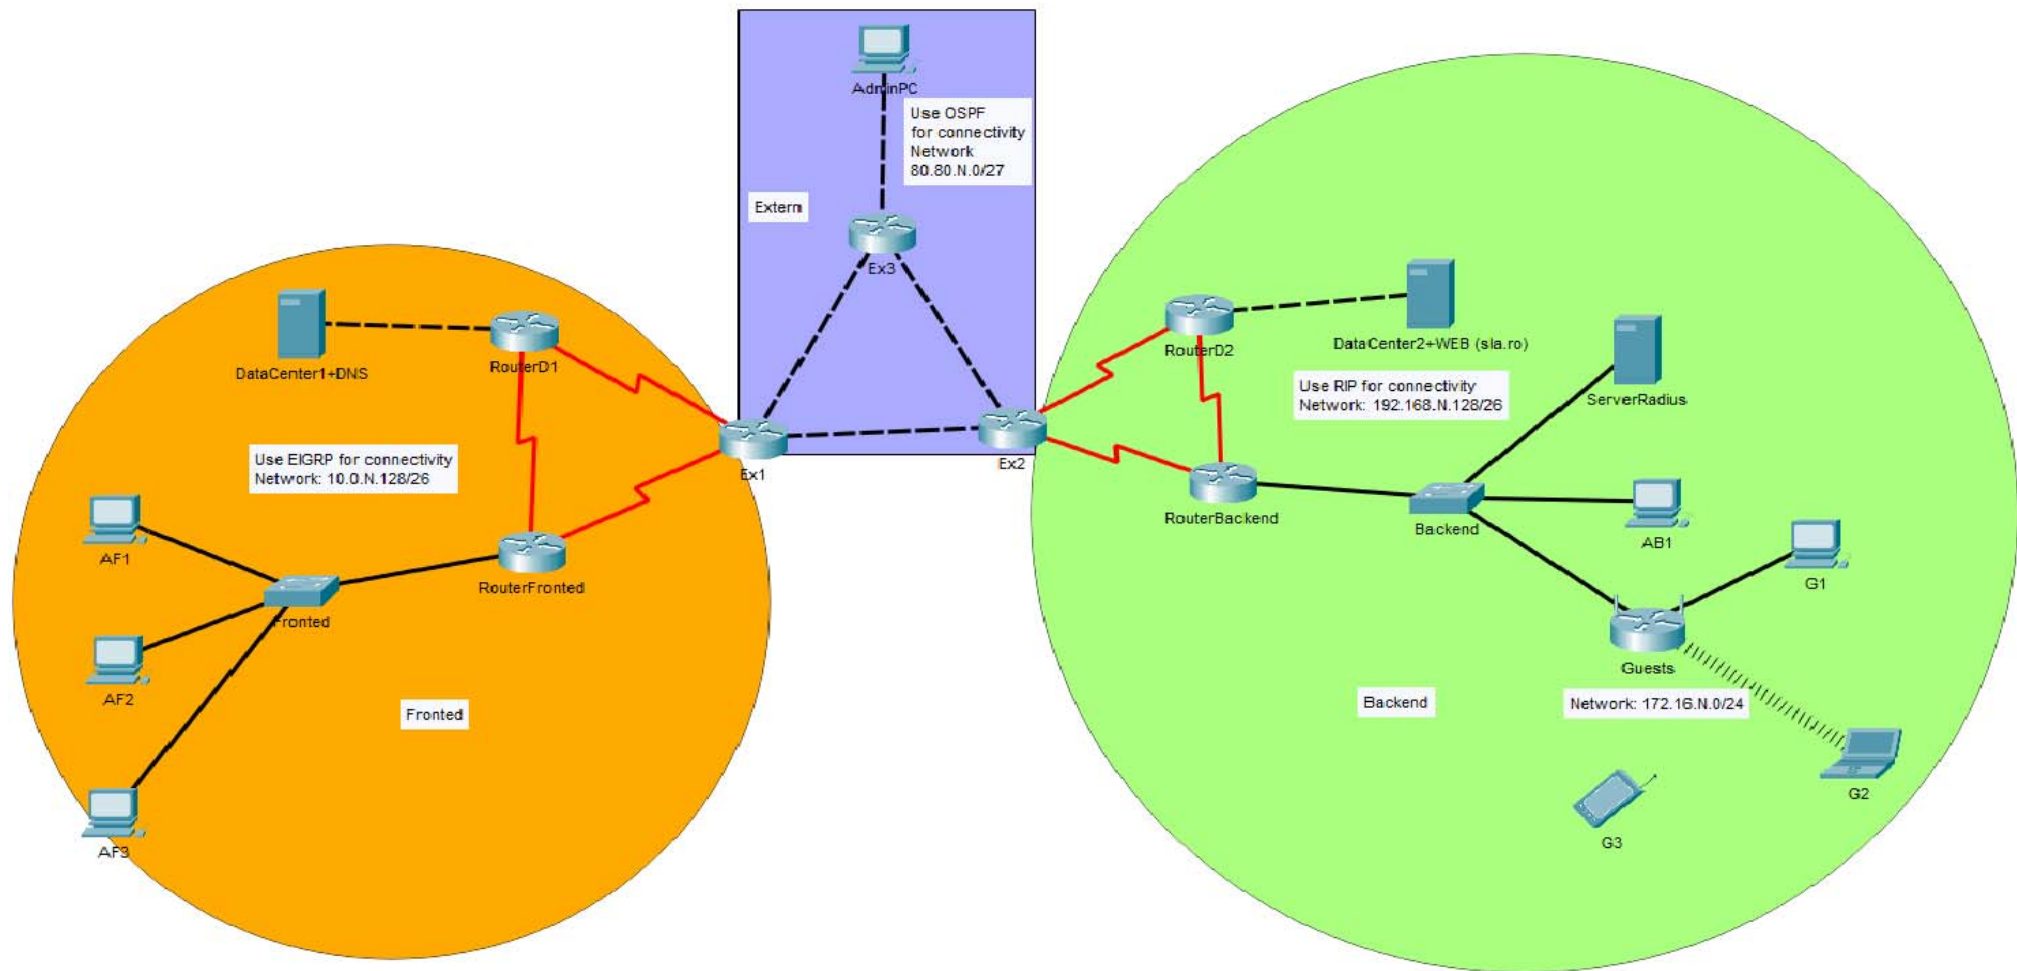 AdminPC
Use OSPF
for connectivity
Network
80.80.N.0/27
Extern
Ex3
DataCenter1+DNS
RouterD1
Use EIGRP for connectivity
Network: 10.0.N.128/26
Ex1
Ex2
AF1
AF2
AF3
Fronted
RouterFronted
Fronted
RouterD2
DataCenter2+WEB (sla.ro)
Use RIP for connectivity
Network: 192.168.N.128/26
ServerRadius
RouterBackend
Backend
AB1
G1
Guests
Network: 172.16.N.0/24
Backend
G2
G3